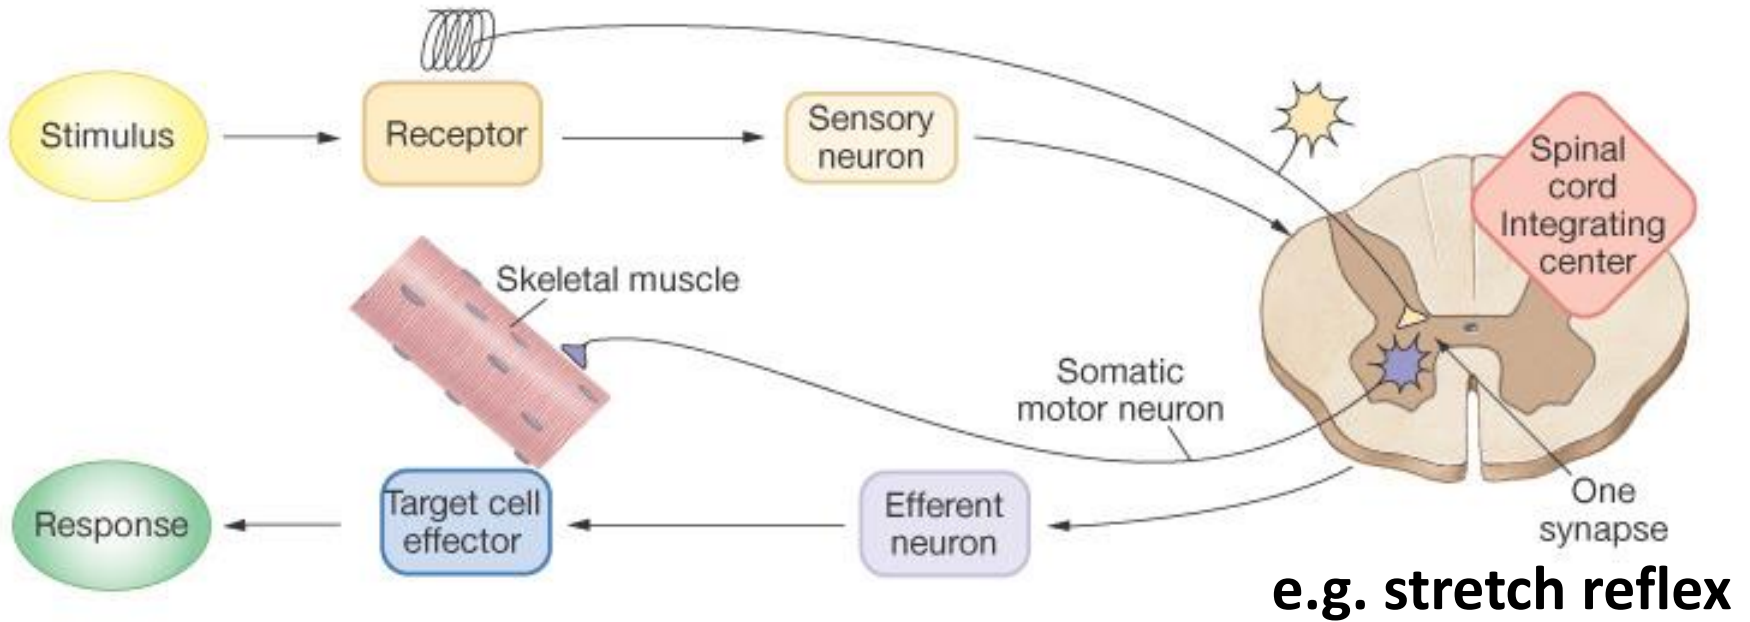 Stimulus
Receptor
Sensory
neuron
Spinal
cord
Integrating
center
Skeletal muscle
Somatic
motor neuron
One
synapse
Response
Target cell
effector
Efferent
neuron
e.g. stretch reflex